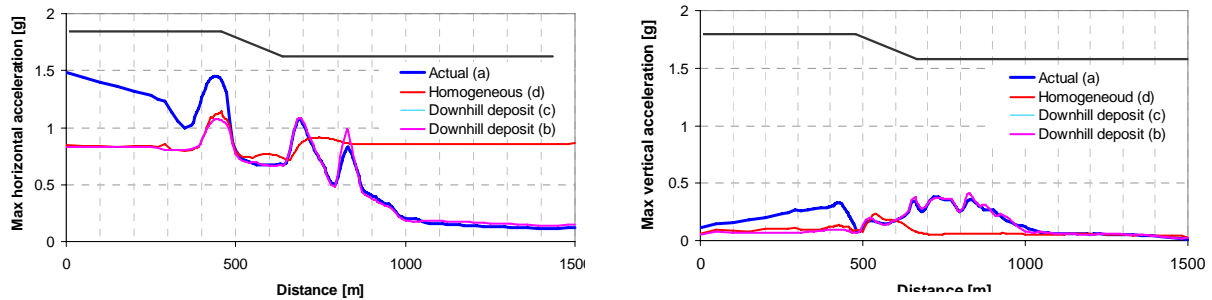 2
1.5
1
0.5
0
0
500
1000
1500
Max horizontal acceleration [g]
Distance [m]
Actual (a)
Homogeneous (d)
Downhill deposit (c)
Downhill deposit (b)
2
1.5
1
0.5
0
0
500
1000
1500
Max vertical acceleration [g]
Distance [m]
Actual (a)
Homogeneoud (d)
Downhill deposit (c)
Downhill deposit (b)